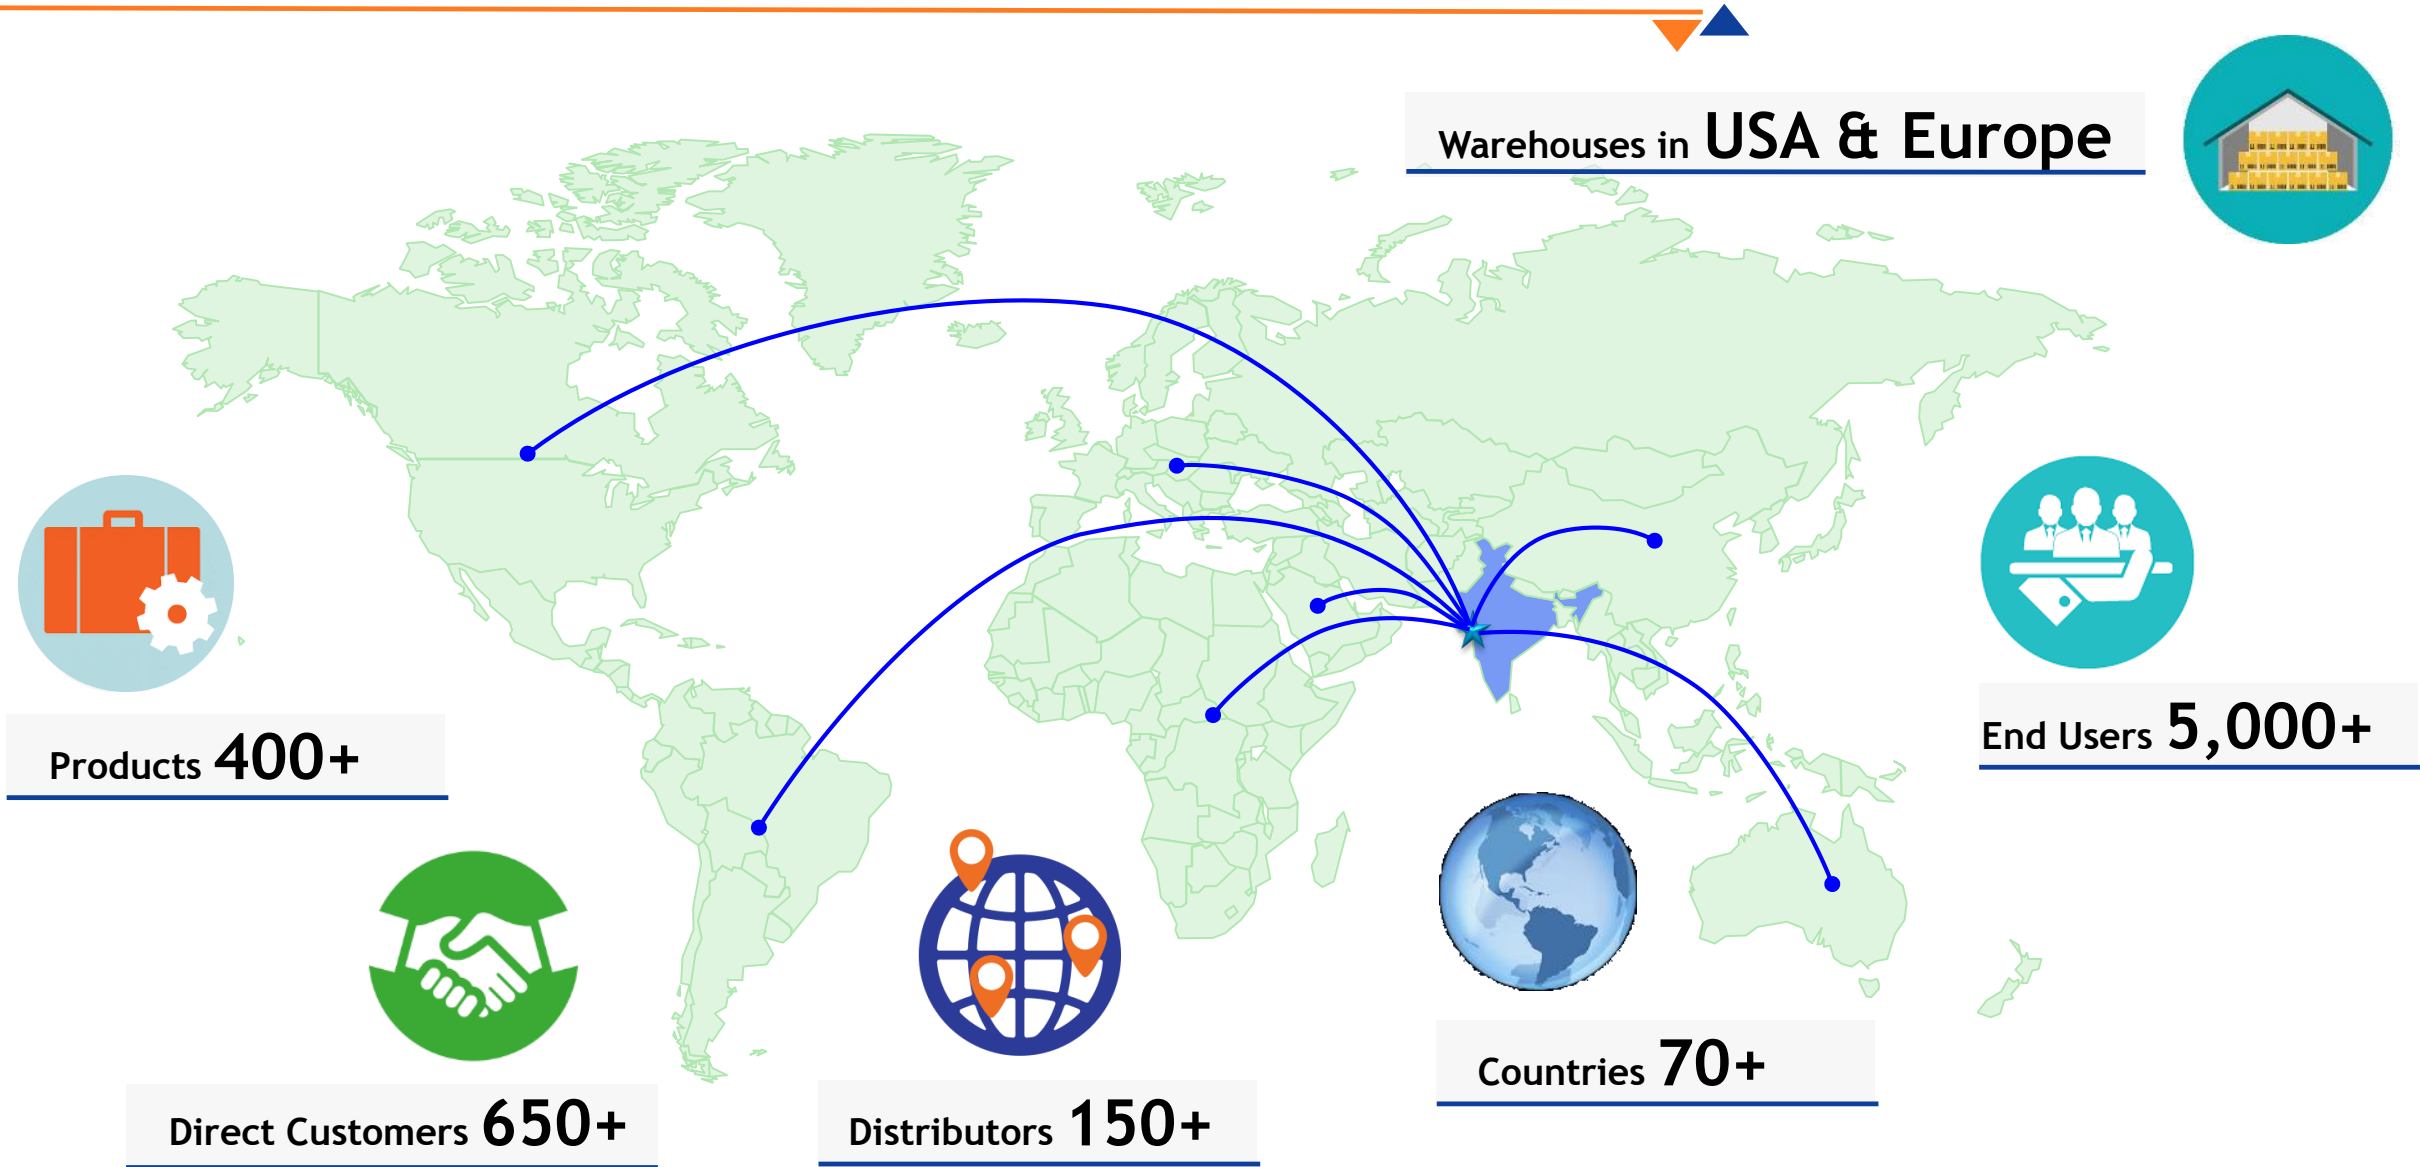 Warehouses in USA & Europe
Products 400+
End Users 5,000+
Direct Customers 650+
Distributors 150+
Countries 70+